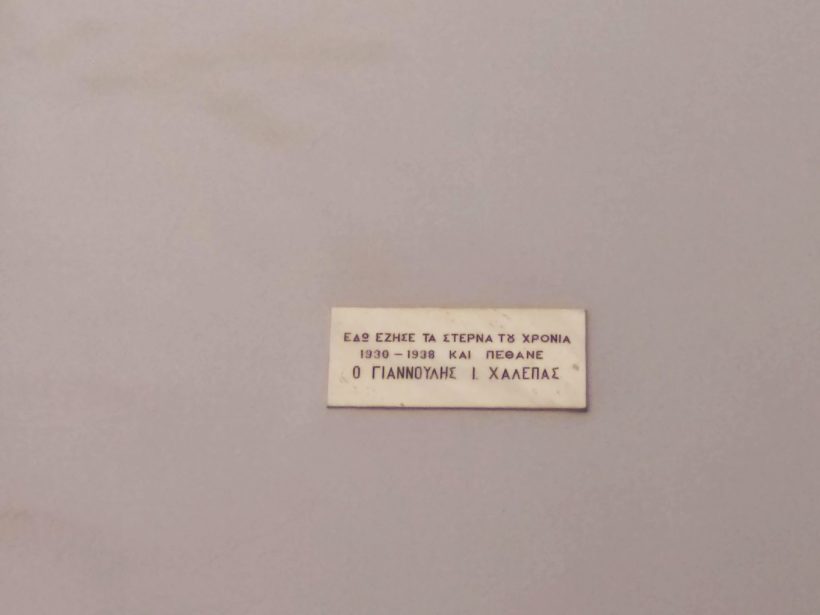 ΕΔΩ ΕΖΗΣΕ ΤΑ ΣΤΕΡΝΑ ΤȢ ΧΡΟΝΙΑ
1930 – 1938 ΚΑΙ ΠΕΘΑΝΕ
Ο ΓΙΑΝΝΟΥΛΗΣ Ι. ΧΑΛΕΠΑΣ